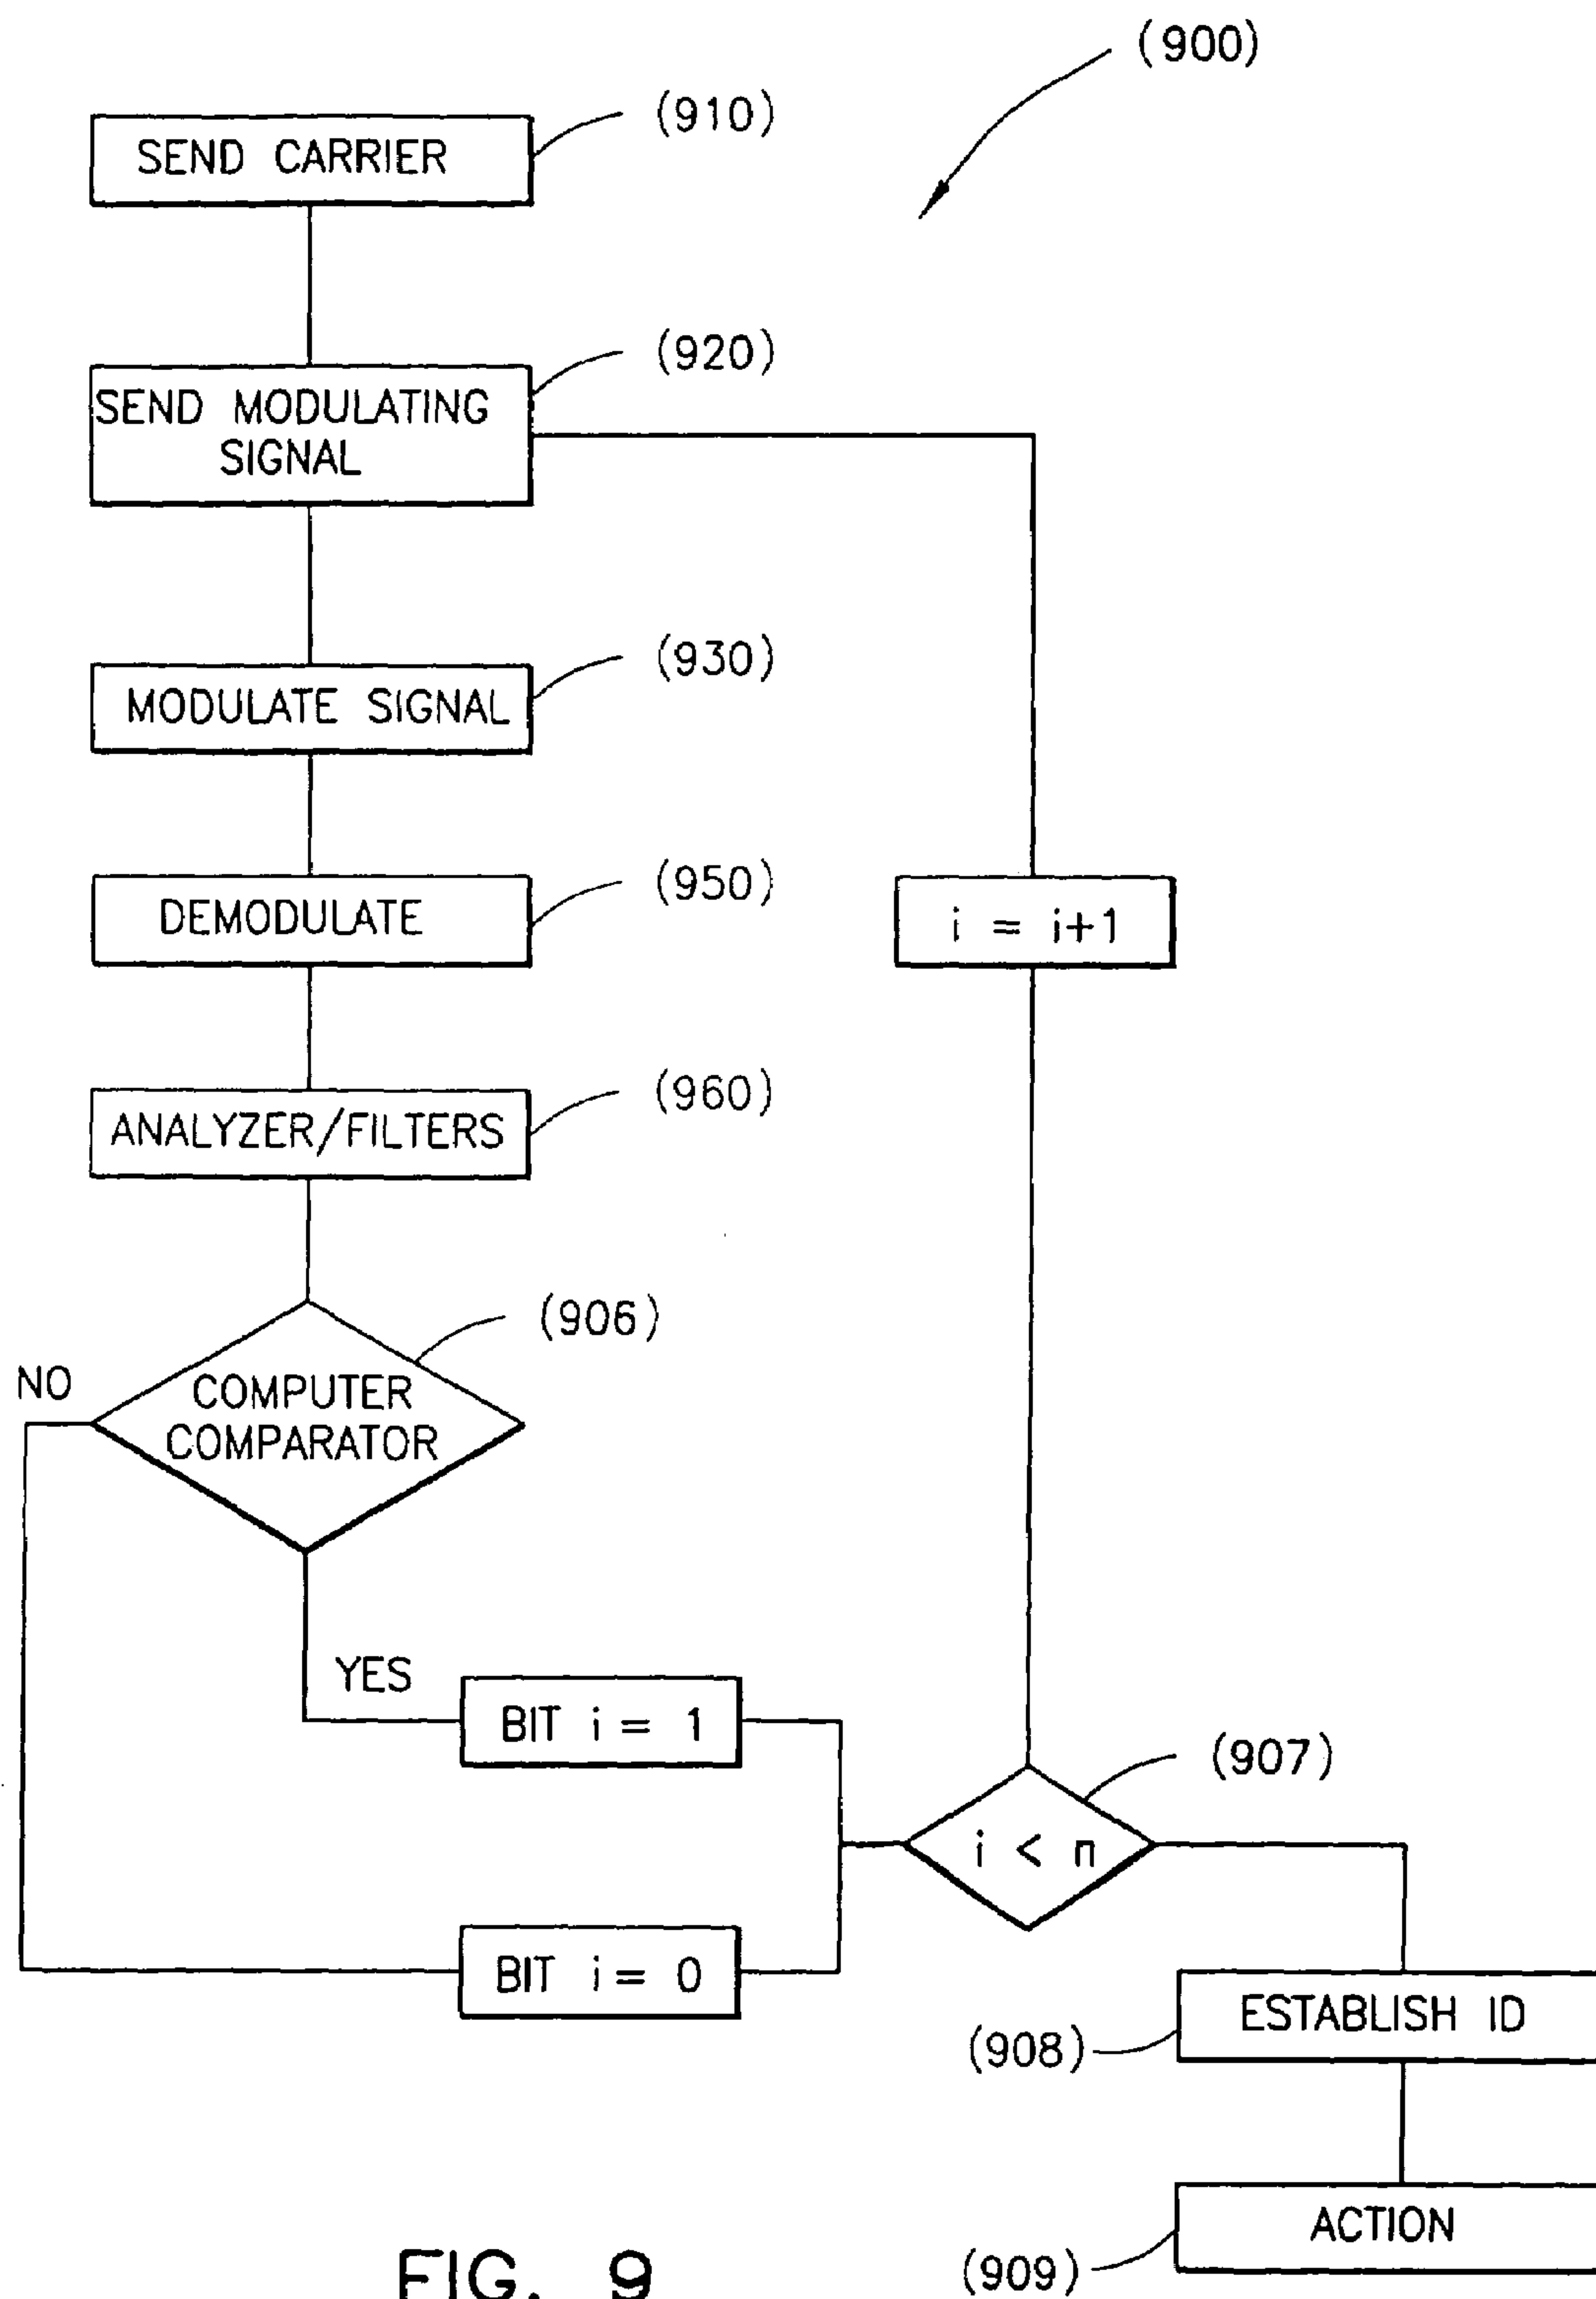 (900)
(910)
SEND CARRIER
(920)
SEND MODULATING
SIGNAL
(930)
MODULATE SIGNAL
(950)
DEMODULATE
i = i+1
(960)
ANALYZER/FILTERS
(906)
NO
COMPUTER
COMPARATOR
YES
BIT i = 1
(907)
i < n
BIT i = 0
ESTABLISH ID
(908)
ACTION
(909)
FIG. 9